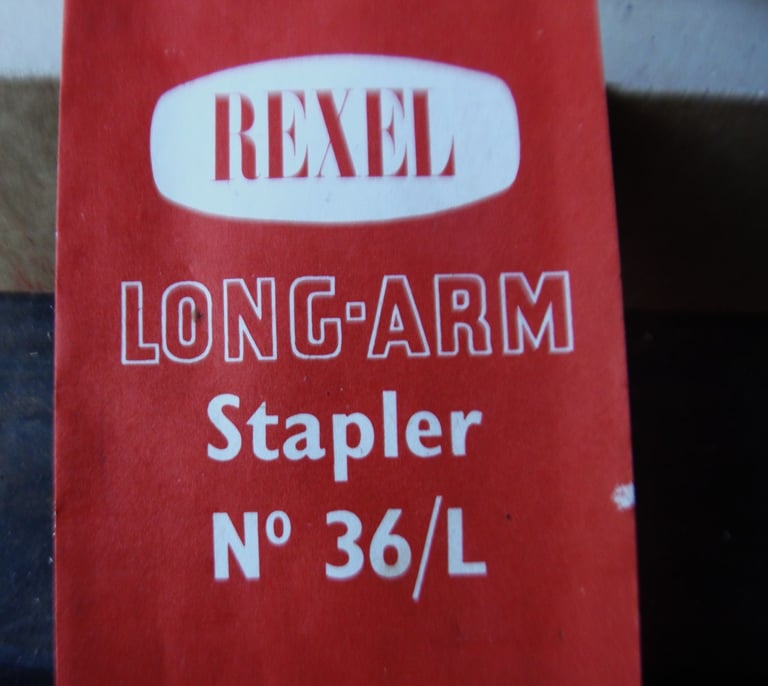 REXEL
LONG-ARM
Stapler
Nº 36/L